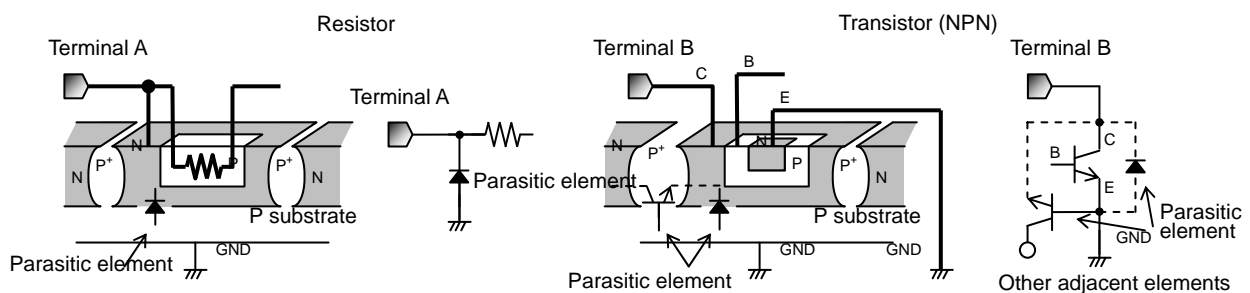 Resistor
Transistor (NPN)
Terminal A
Terminal B
Terminal B
C
B
E
Terminal A
N
P+
N
P
P+
N
N
P+
N
P
P+
N
C
B
E
Parasitic element
P substrate
P substrate
GND
GND
GND
GND
Parasitic
element
Parasitic element
Parasitic element
Other adjacent elements